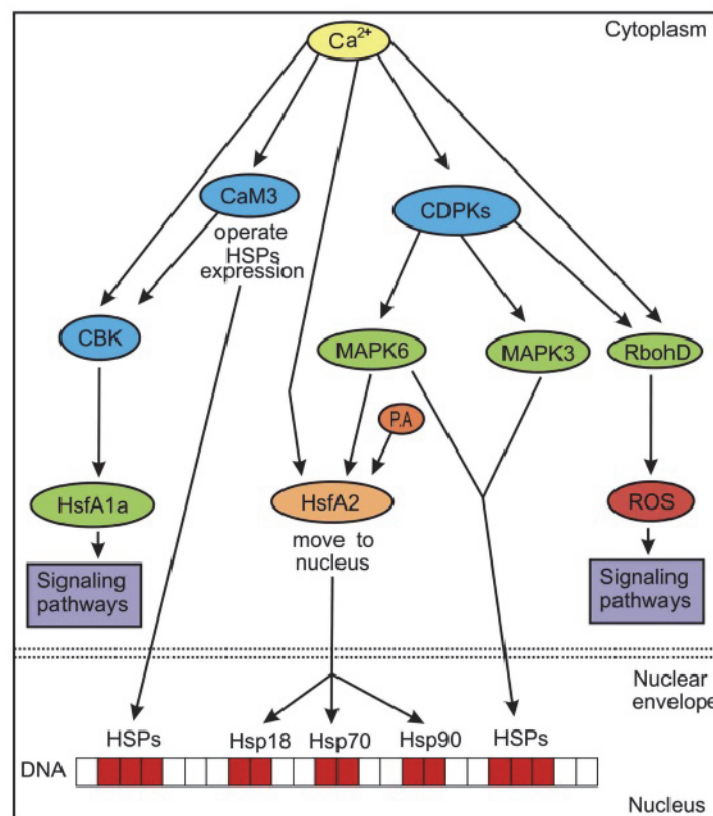 Cytoplasm
Ca²⁺
CaM3
CDPKs
operate
HSPs
expression
CBK
MAPK6
MAPK3
RbohD
P.A
HsfA1a
HsfA2
ROS
move to
nucleus
Signaling
pathways
Signaling
pathways
Nuclear
envelope
HSPs
Hsp18
Hsp70
Hsp90
HSPs
DNA
Nucleus